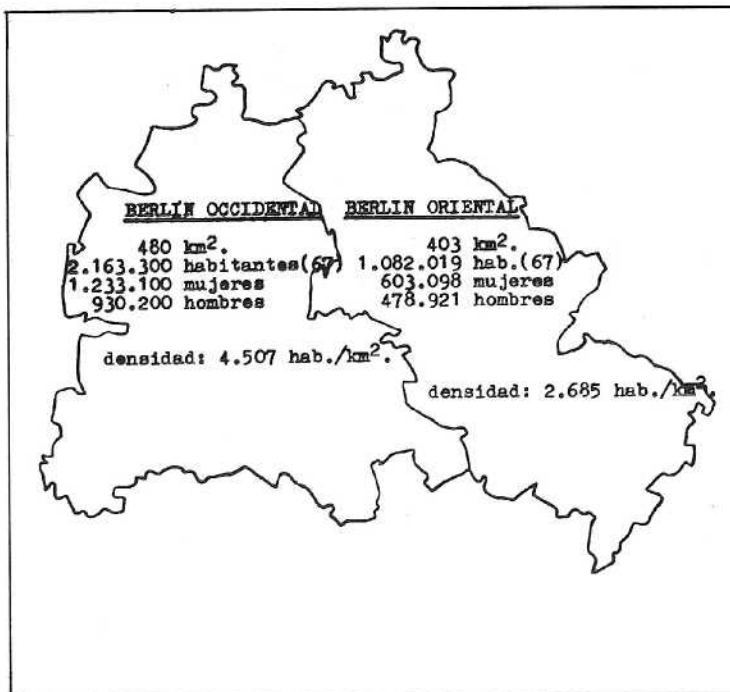 BERLIN OCCIDENTAL
480 km².
2.163.300 habitantes(67)
1.233.100 mujeres
930.200 hombres
densidad: 4.507 hab./km².
BERLIN ORIENTAL
403 km².
1.082.019 hab.(67)
603.098 mujeres
478.921 hombres
densidad: 2.685 hab./km².